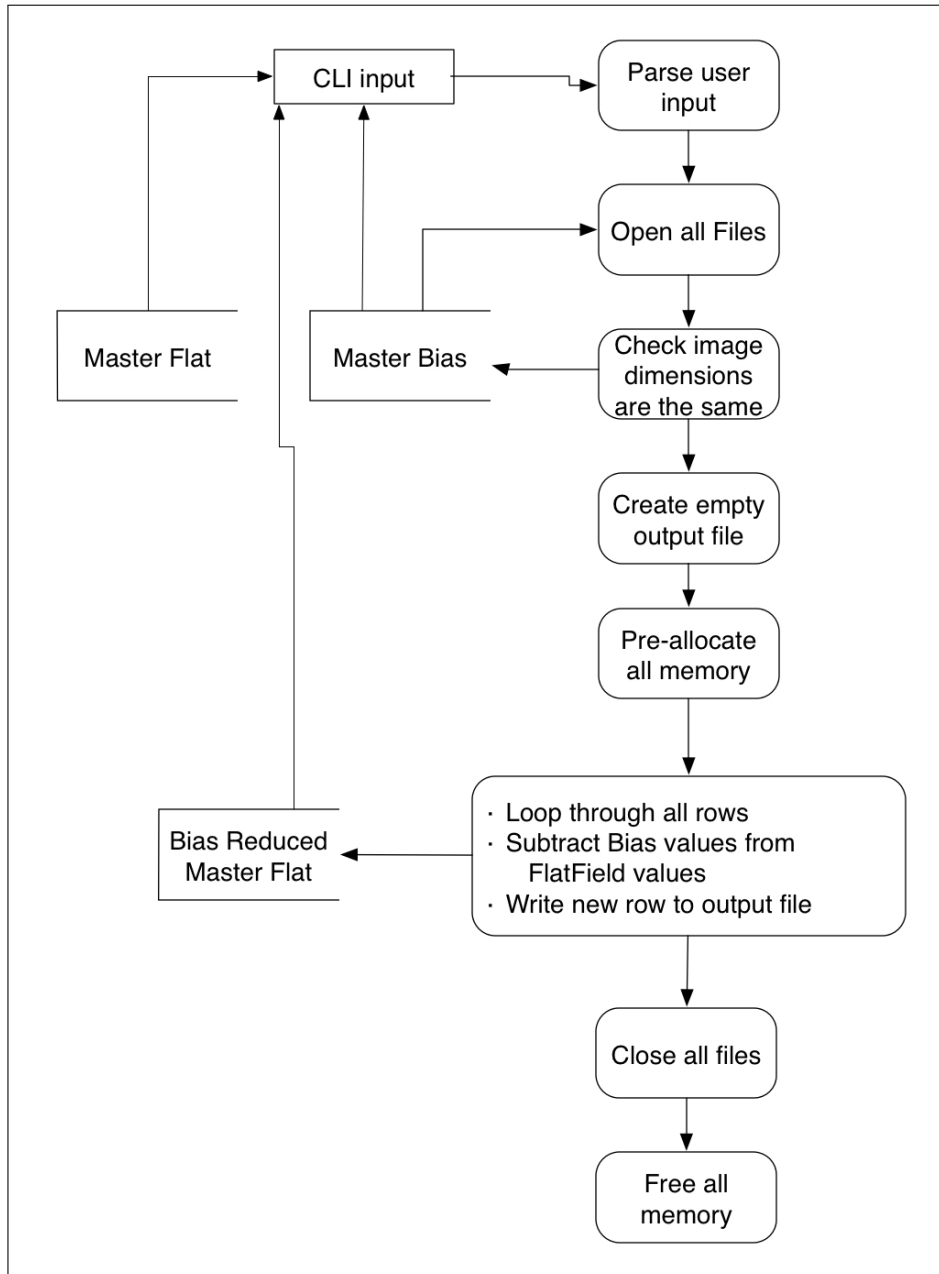 CLI input
Parse user
input
Open all Files
Master Flat
Master Bias
Check image
dimensions
are the same
Create empty
output file
Pre-allocate
all memory
· Loop through all rows
· Subtract Bias values from
FlatField values
· Write new row to output file
Bias Reduced
Master Flat
Close all files
Free all
memory